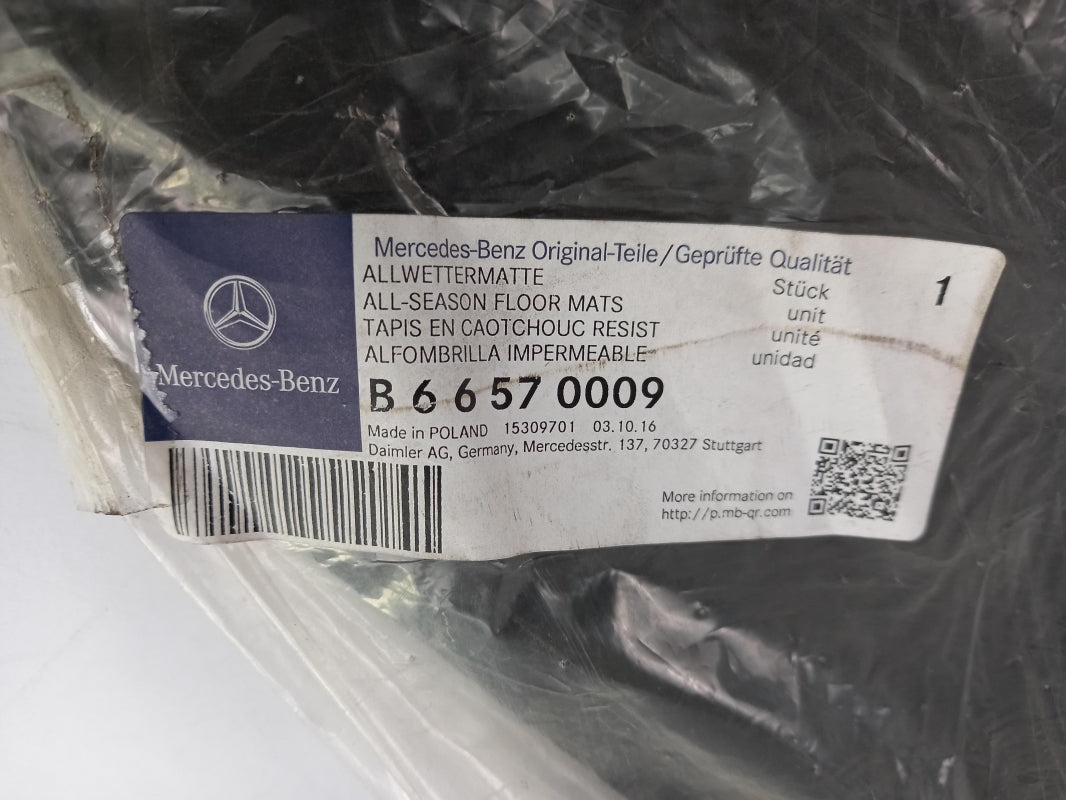 Mercedes-Benz
Mercedes-Benz Original-Teile/Geprüfte Qualität
ALLWETTERMATTE
ALL-SEASON FLOOR MATS
TAPIS EN CAOTCHOUC RESIST
ALFOMBRILLA IMPERMEABLE
Stück 1
unit
unité
unidad
B 6 6 57 0009
Made in POLAND 15309701 03.10.16
Daimler AG, Germany, Mercedesstr. 137, 70327 Stuttgart
More information on
http://p.mb-qr.com